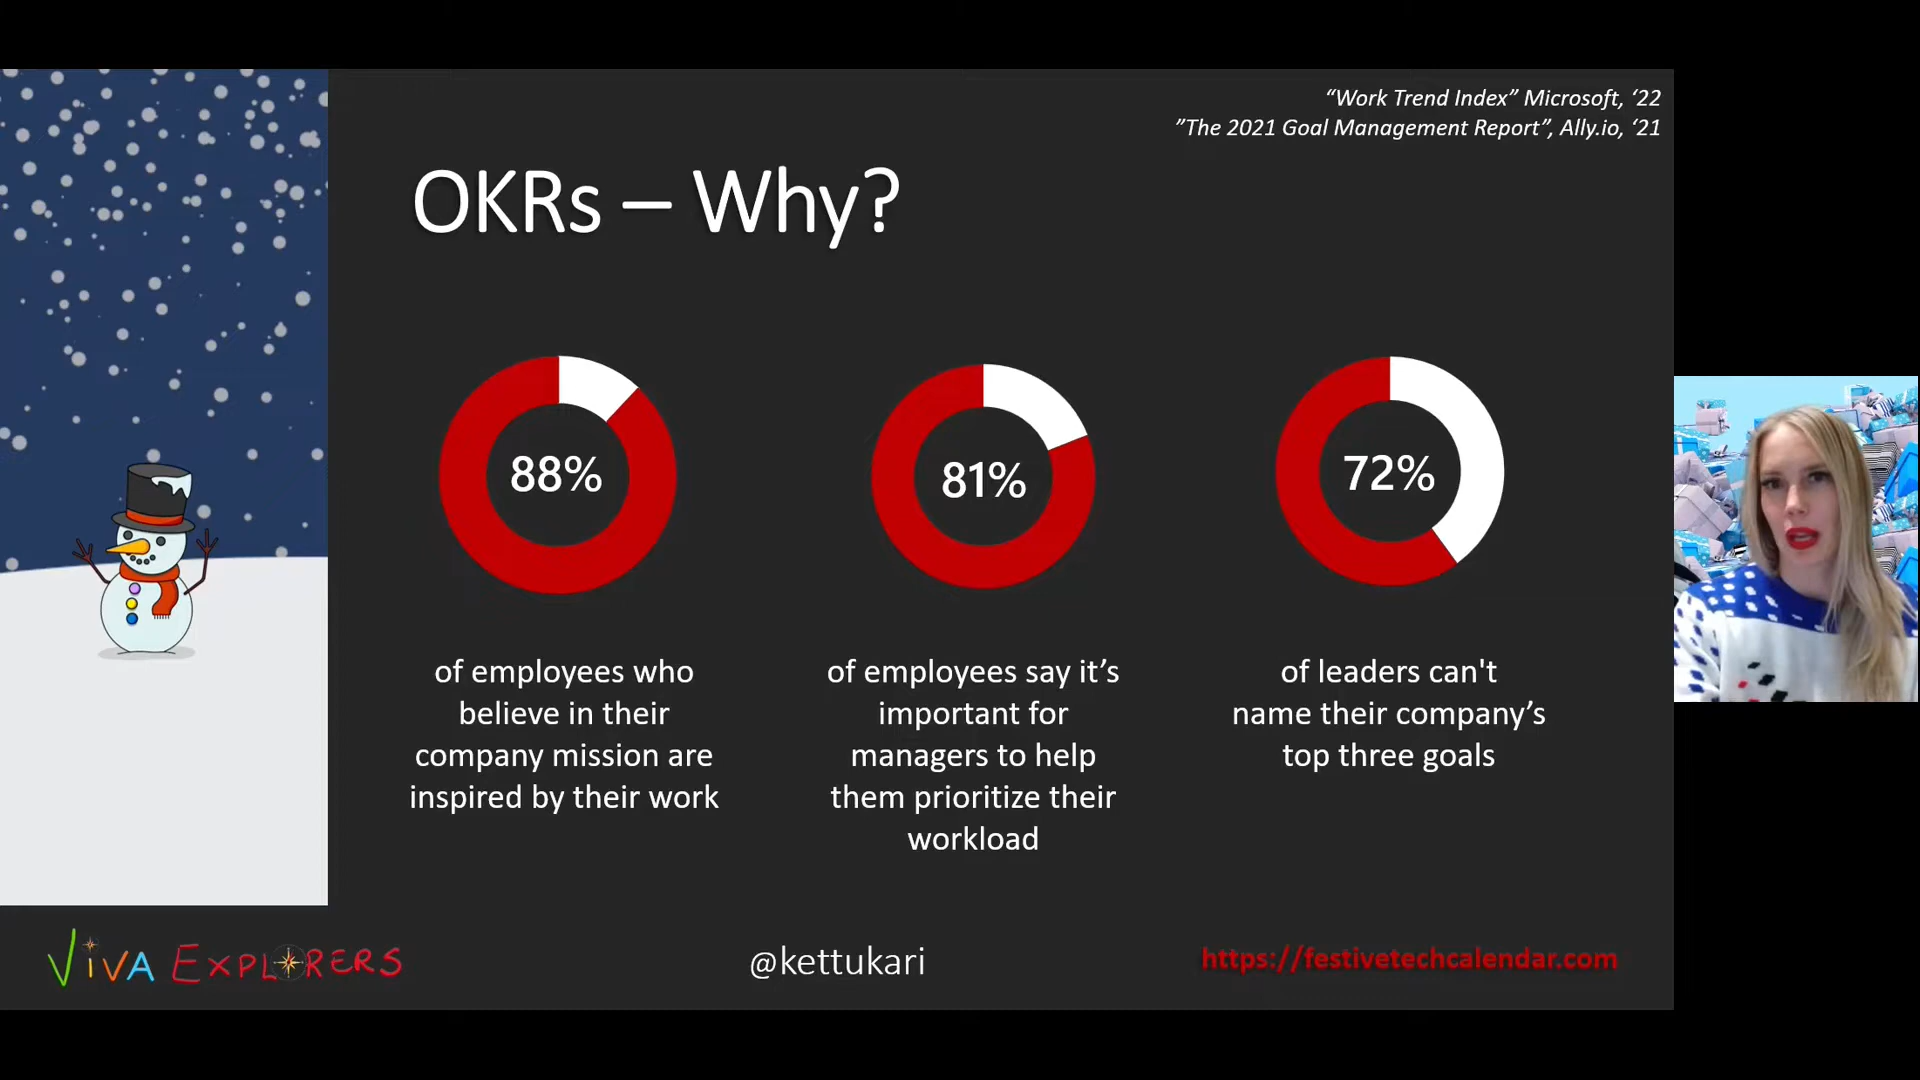 “Work Trend Index” Microsoft, ‘22
”The 2021 Goal Management Report”, Ally.io, ‘21
OKRs – Why?
88%
of employees who
believe in their
company mission are
inspired by their work
81%
of employees say it’s
important for
managers to help
them prioritize their
workload
72%
of leaders can't
name their company’s
top three goals
VIVA EXPLORERS
@kettukari
https://festivetechcalendar.com